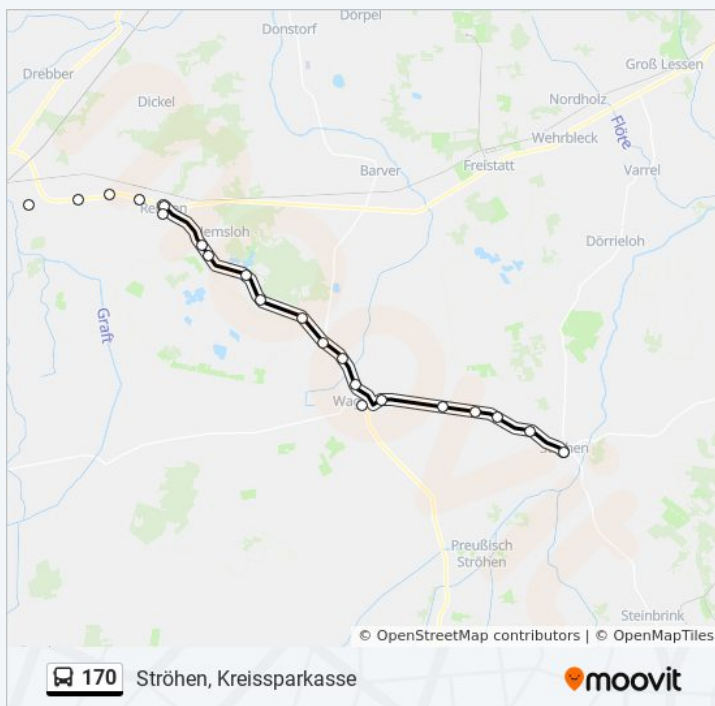 Dörpel
Donstorf
Drebber
Groß Lessen
Dickel
Nordholz
Flöte
Wehrbleck
Freistatt
Barver
Varrel
Dörrieloh
Graft
Preußisch
Ströhen
Steinbrink
© OpenStreetMap contributors | © OpenMapTiles
170 Ströhen, Kreissparkasse
moovit